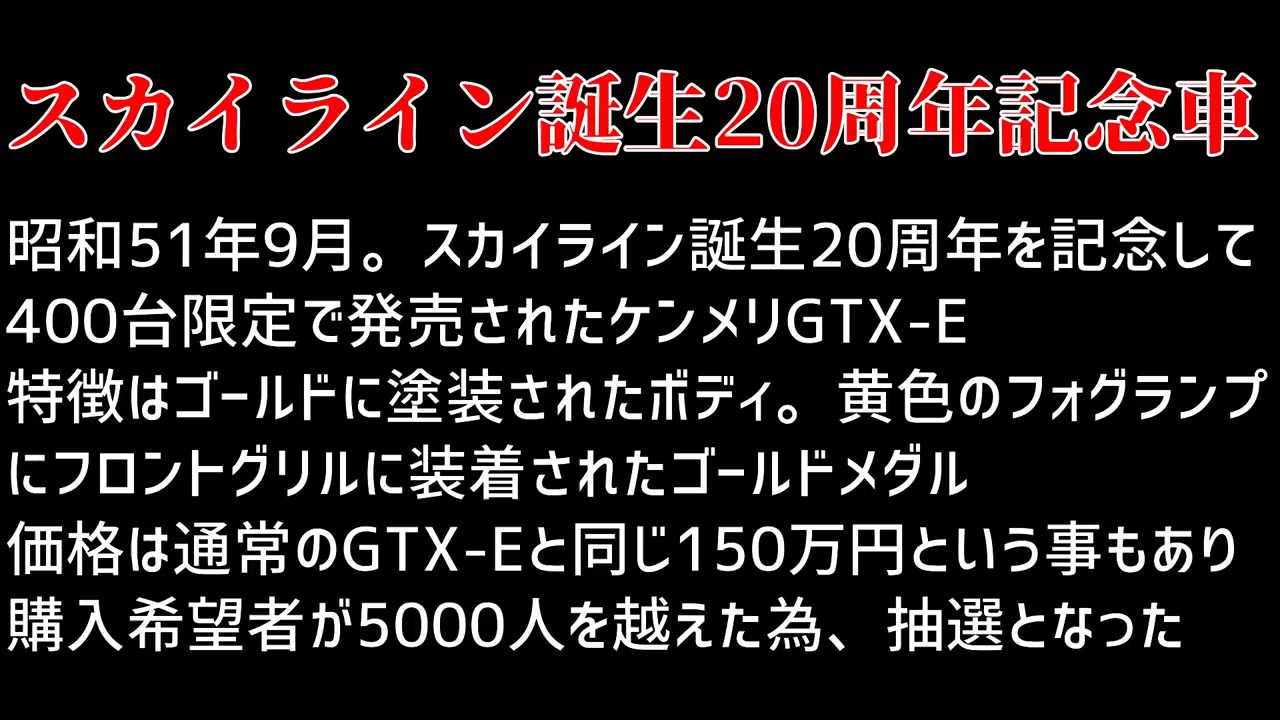 スカイライン誕生20周年記念車
昭和51年9月。スカイライン誕生20周年を記念して
400台限定で発売されたケンメリGTX-E
特徴はゴールドに塗装されたボディ。黄色のフォグランプ
にフロントグリルに装着されたゴールドメダル
価格は通常のGTX-Eと同じ150万円という事もあり
購入希望者が5000人を越えた為、抽選となった